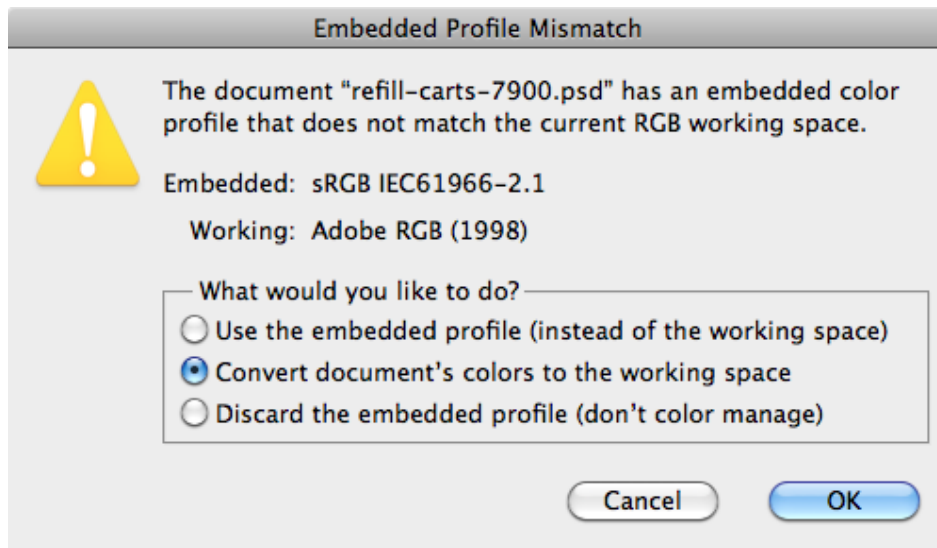 Embedded Profile Mismatch
The document “refill-carts-7900.psd” has an embedded color
profile that does not match the current RGB working space.
Embedded: sRGB IEC61966-2.1
Working: Adobe RGB (1998)
What would you like to do?
Use the embedded profile (instead of the working space)
Convert document’s colors to the working space
Discard the embedded profile (don’t color manage)
Cancel OK